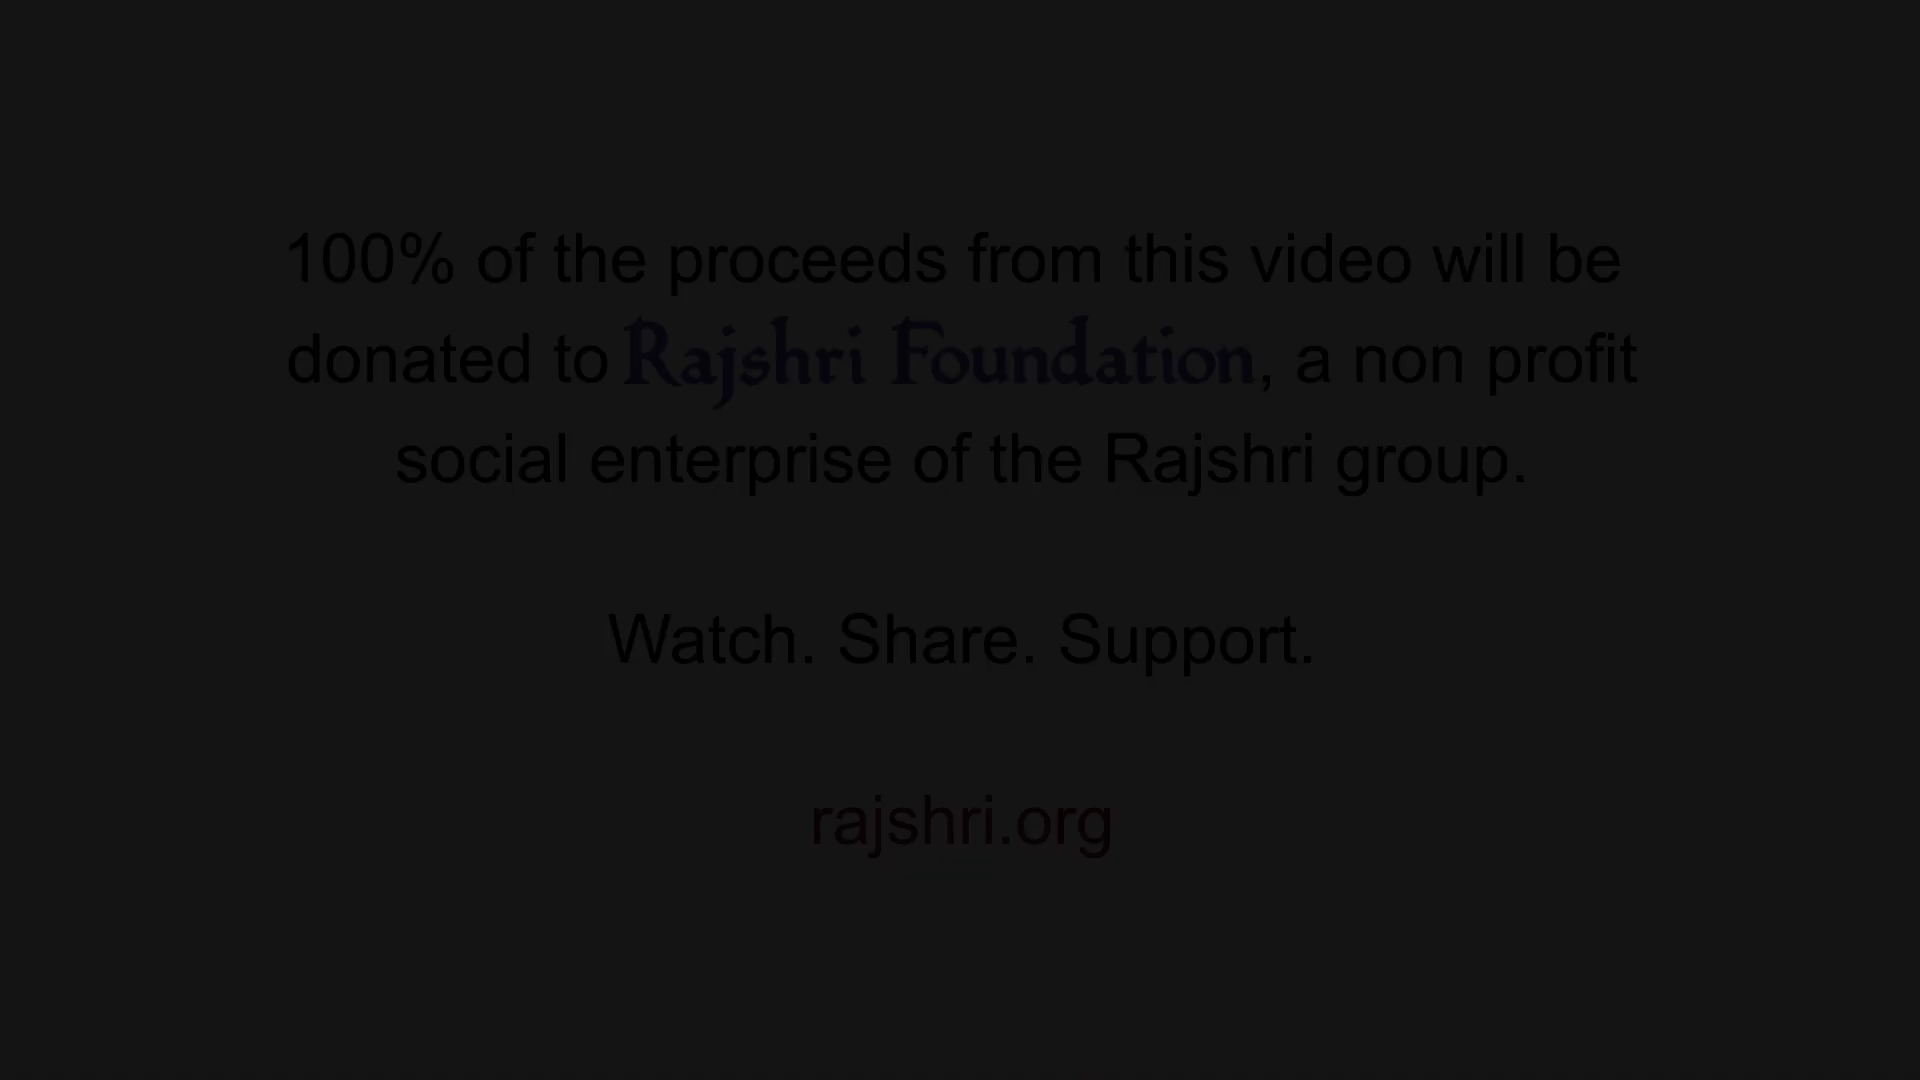 100% of the proceeds from this video will be
donated to Rajshri Foundation, a non profit
social enterprise of the Rajshri group.
Watch. Share. Support.
rajshri.org